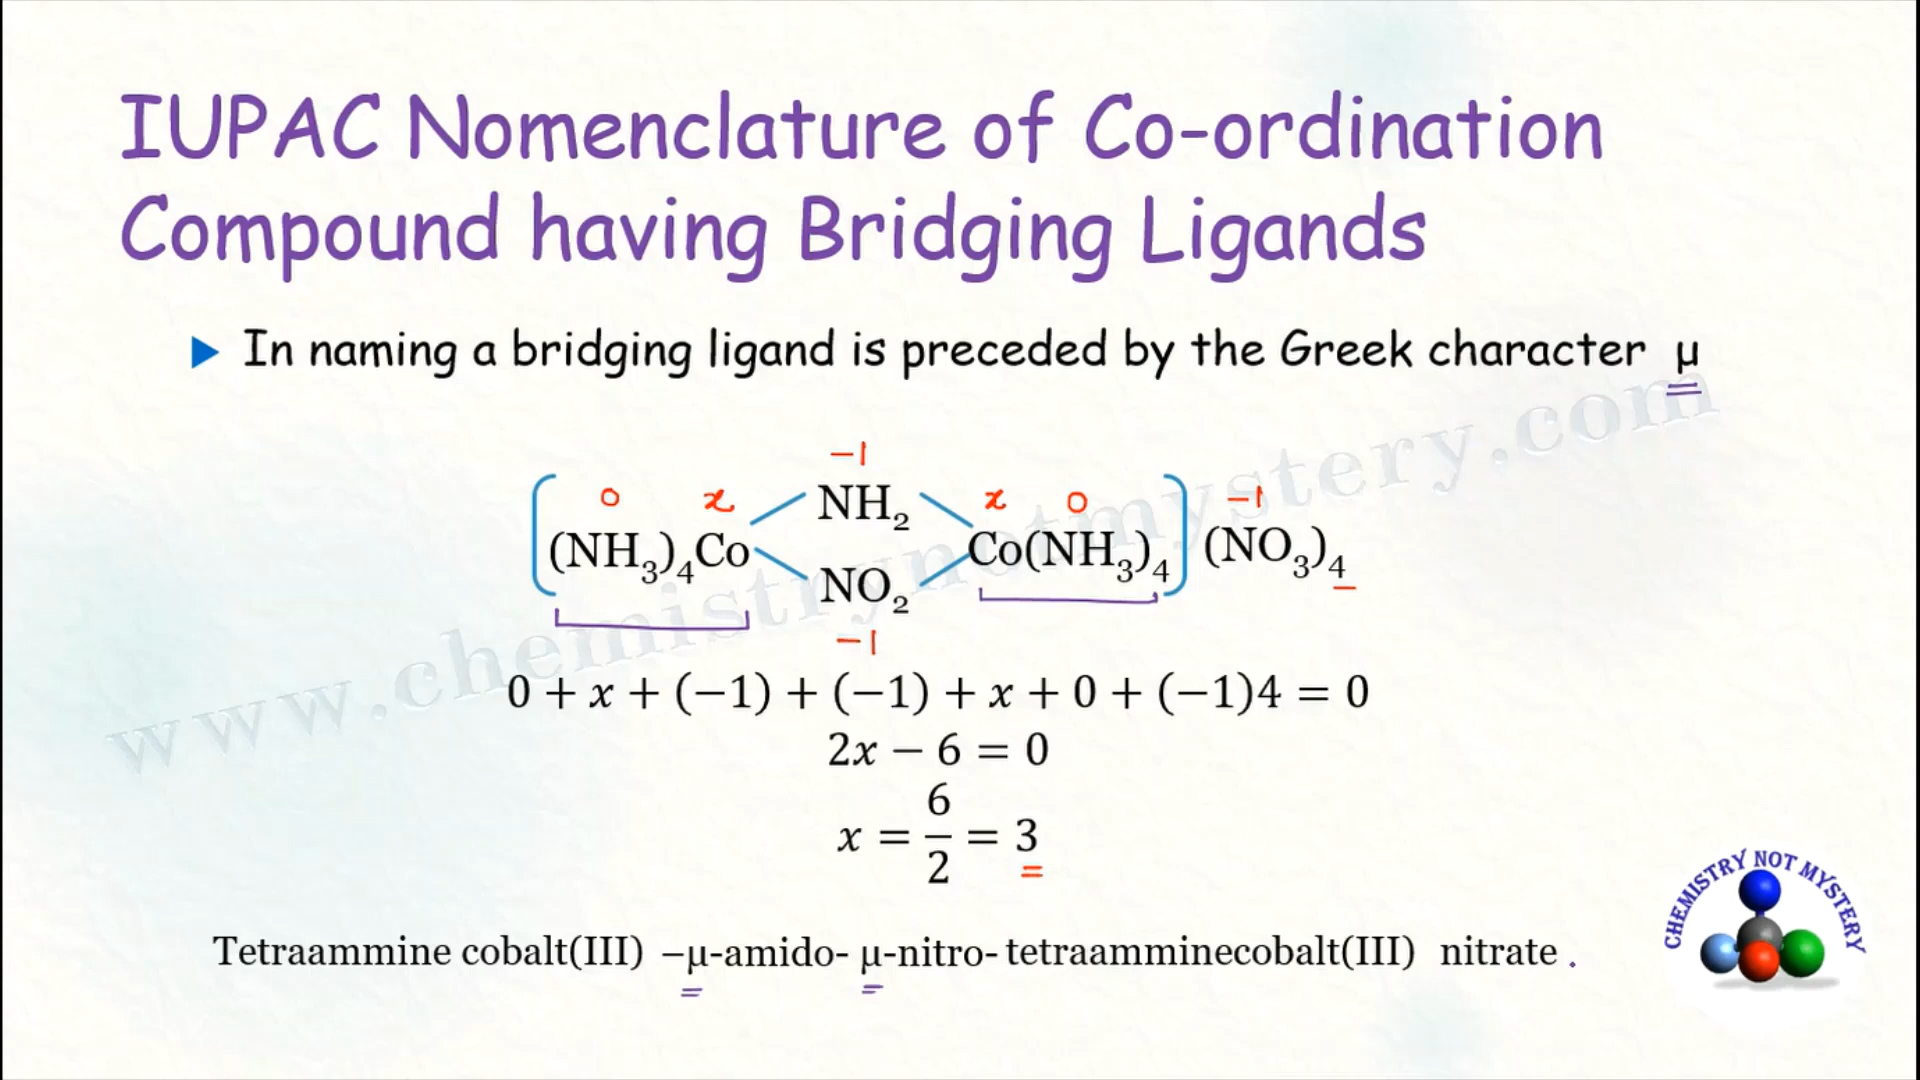 IUPAC Nomenclature of Co-ordination
Compound having Bridging Ligands
▶ In naming a bridging ligand is preceded by the Greek character μ
−1
0 x NH₂ x 0 −1
[(NH₃)₄Co Co(NH₃)₄] (NO₃)₄
NO₂
−1
0 + x + (−1) + (−1) + x + 0 + (−1)4 = 0
2x − 6 = 0
x = 6/2 = 3
Tetraammine cobalt(III) −μ-amido- μ-nitro- tetraamminecobalt(III) nitrate .
www.chemistrynotmystery.com
CHEMISTRY NOT MYSTERY